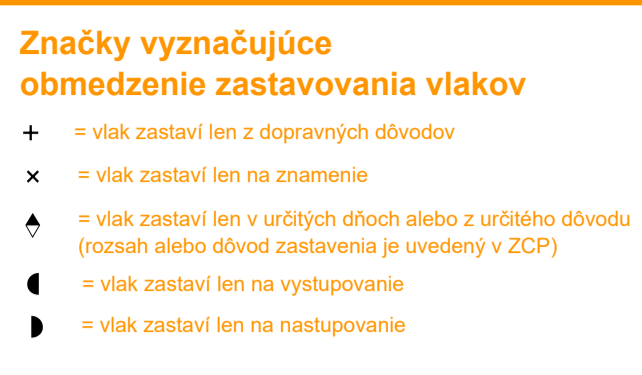 Značky vyznačujúce
obmedzenie zastavovania vlakov
+ = vlak zastaví len z dopravných dôvodov
× = vlak zastaví len na znamenie
= vlak zastaví len v určitých dňoch alebo z určitého dôvodu
(rozsah alebo dôvod zastavenia je uvedený v ZCP)
◖ = vlak zastaví len na vystupovanie
◗ = vlak zastaví len na nastupovanie